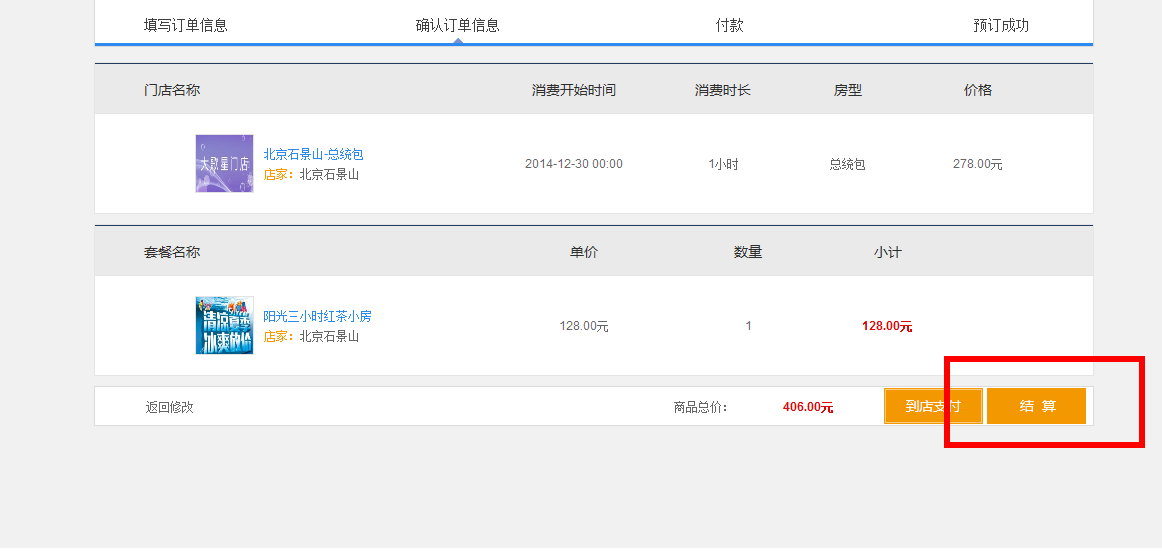 填写订单信息 确认订单信息 付款 预订成功
门店名称 消费开始时间 消费时长 房型 价格
大歌星门店
北京石景山-总统包
店家：北京石景山
2014-12-30 00:00 1小时 总统包 278.00元
套餐名称 单价 数量 小计
清凉夏季
冰爽放价
阳光三小时红茶小房
店家：北京石景山
128.00元 1 128.00元
返回修改 商品总价： 406.00元 到店支付 结 算